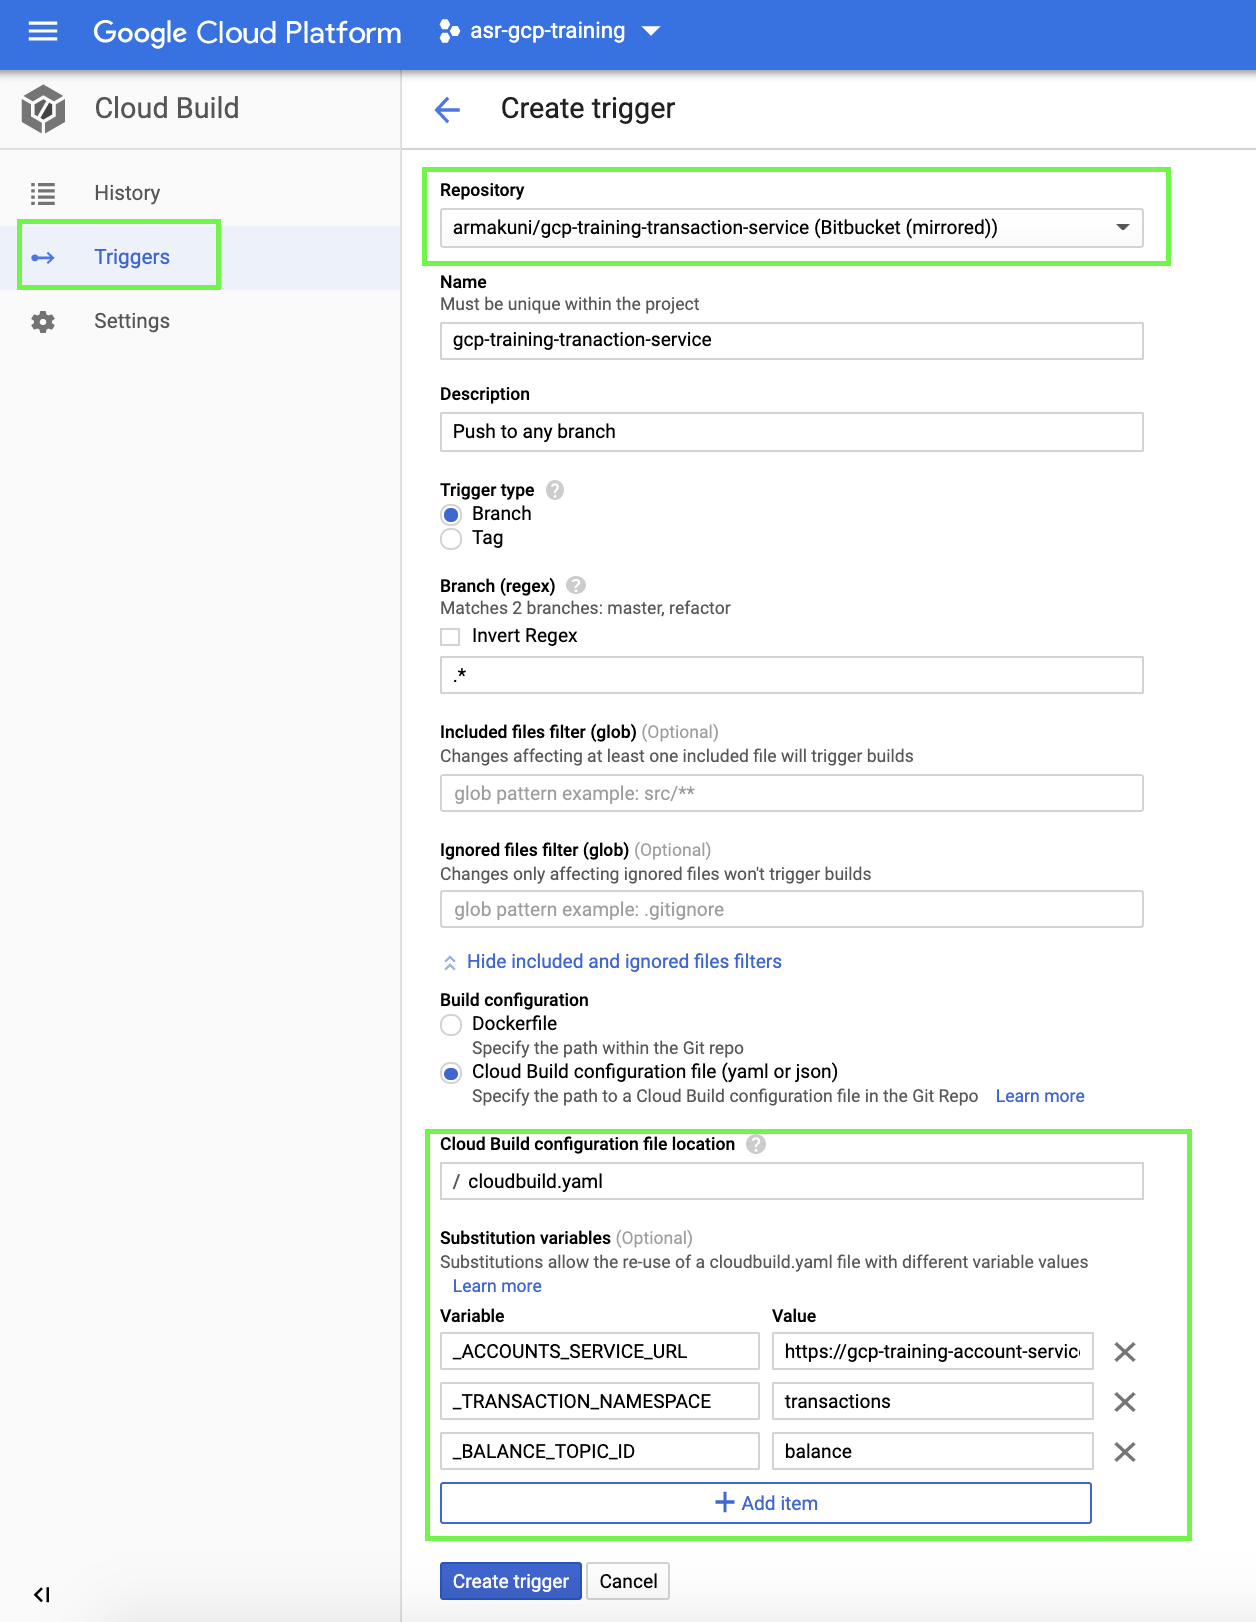 Google Cloud Platform
asr-gcp-training
Cloud Build
Create trigger
History
Triggers
Settings
Repository
armakuni/gcp-training-transaction-service (Bitbucket (mirrored))
Name
Must be unique within the project
gcp-training-tranaction-service
Description
Push to any branch
Trigger type ?
Branch
Tag
Branch (regex) ?
Matches 2 branches: master, refactor
Invert Regex
.*
Included files filter (glob) (Optional)
Changes affecting at least one included file will trigger builds
glob pattern example: src/**
Ignored files filter (glob) (Optional)
Changes only affecting ignored files won't trigger builds
glob pattern example: .gitignore
Hide included and ignored files filters
Build configuration
Dockerfile
Specify the path within the Git repo
Cloud Build configuration file (yaml or json)
Specify the path to a Cloud Build configuration file in the Git Repo Learn more
Cloud Build configuration file location ?
/ cloudbuild.yaml
Substitution variables (Optional)
Substitutions allow the re-use of a cloudbuild.yaml file with different variable values
Learn more
Variable Value
_ACCOUNTS_SERVICE_URL https://gcp-training-account-servic
_TRANSACTION_NAMESPACE transactions
_BALANCE_TOPIC_ID balance
+ Add item
Create trigger Cancel